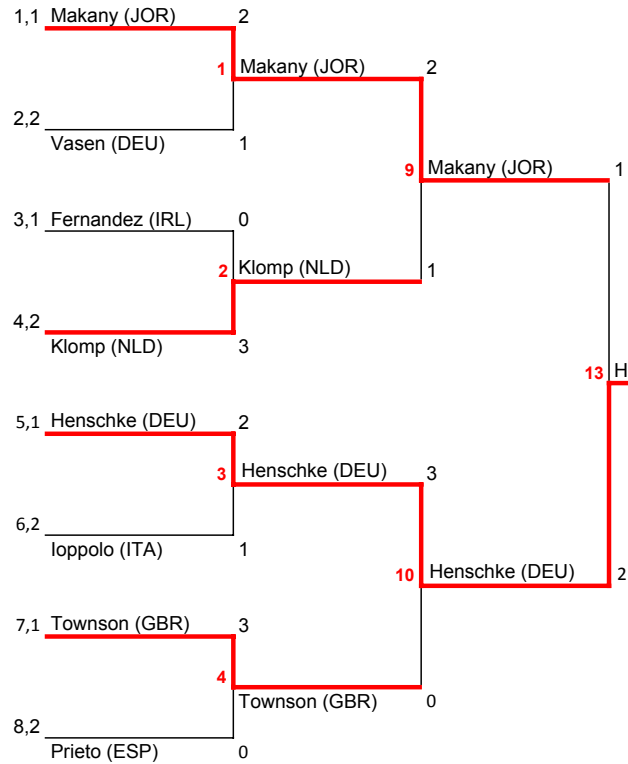 1,1 Makany (JOR) 2
1 Makany (JOR) 2
2,2 Vasen (DEU) 1
9 Makany (JOR) 1
3,1 Fernandez (IRL) 0
2 Klomp (NLD) 1
4,2 Klomp (NLD) 3
13 H
5,1 Henschke (DEU) 2
3 Henschke (DEU) 3
6,2 Ioppolo (ITA) 1
10 Henschke (DEU) 2
7,1 Townson (GBR) 3
4 Townson (GBR) 0
8,2 Prieto (ESP) 0